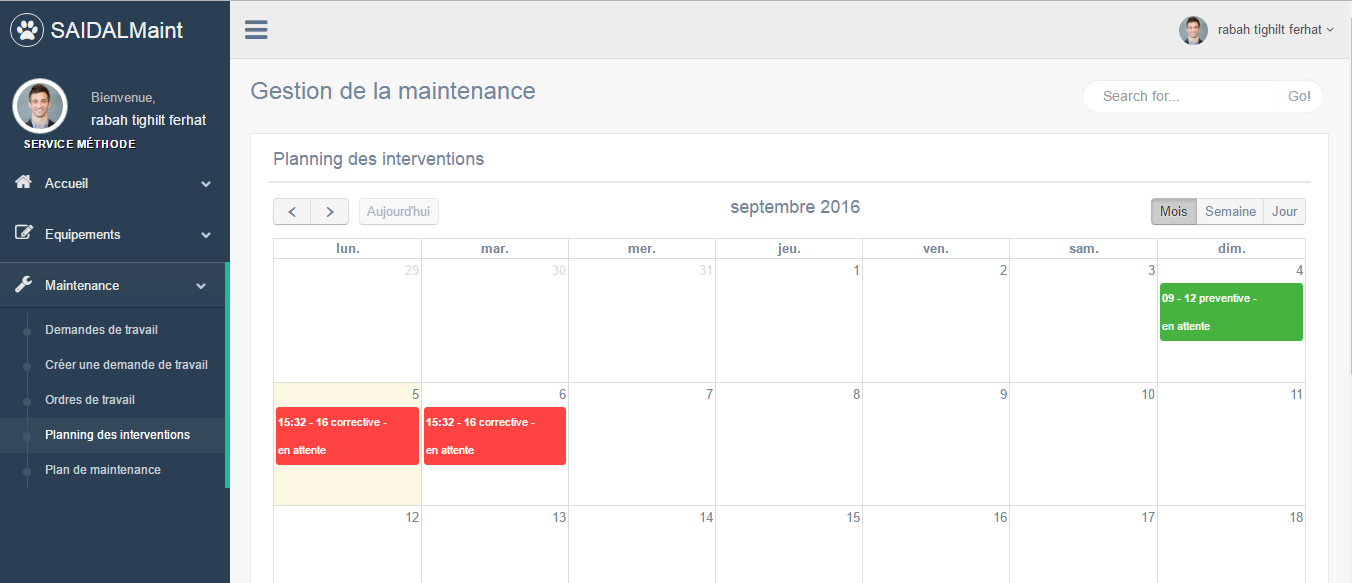 SAIDALMaint
rabah tighilt ferhat
Bienvenue,
rabah tighilt ferhat
SERVICE MÉTHODE
Accueil
Equipements
Maintenance
Demandes de travail
Créer une demande de travail
Ordres de travail
Planning des interventions
Plan de maintenance
Gestion de la maintenance
Search for... Go!
Planning des interventions
Aujourd'hui septembre 2016 Mois Semaine Jour
lun. mar. mer. jeu. ven. sam. dim.
29 30 31 1 2 3 4
09 - 12 preventive -
en attente
5 6 7 8 9 10 11
15:32 - 16 corrective - 15:32 - 16 corrective -
en attente en attente
12 13 14 15 16 17 18